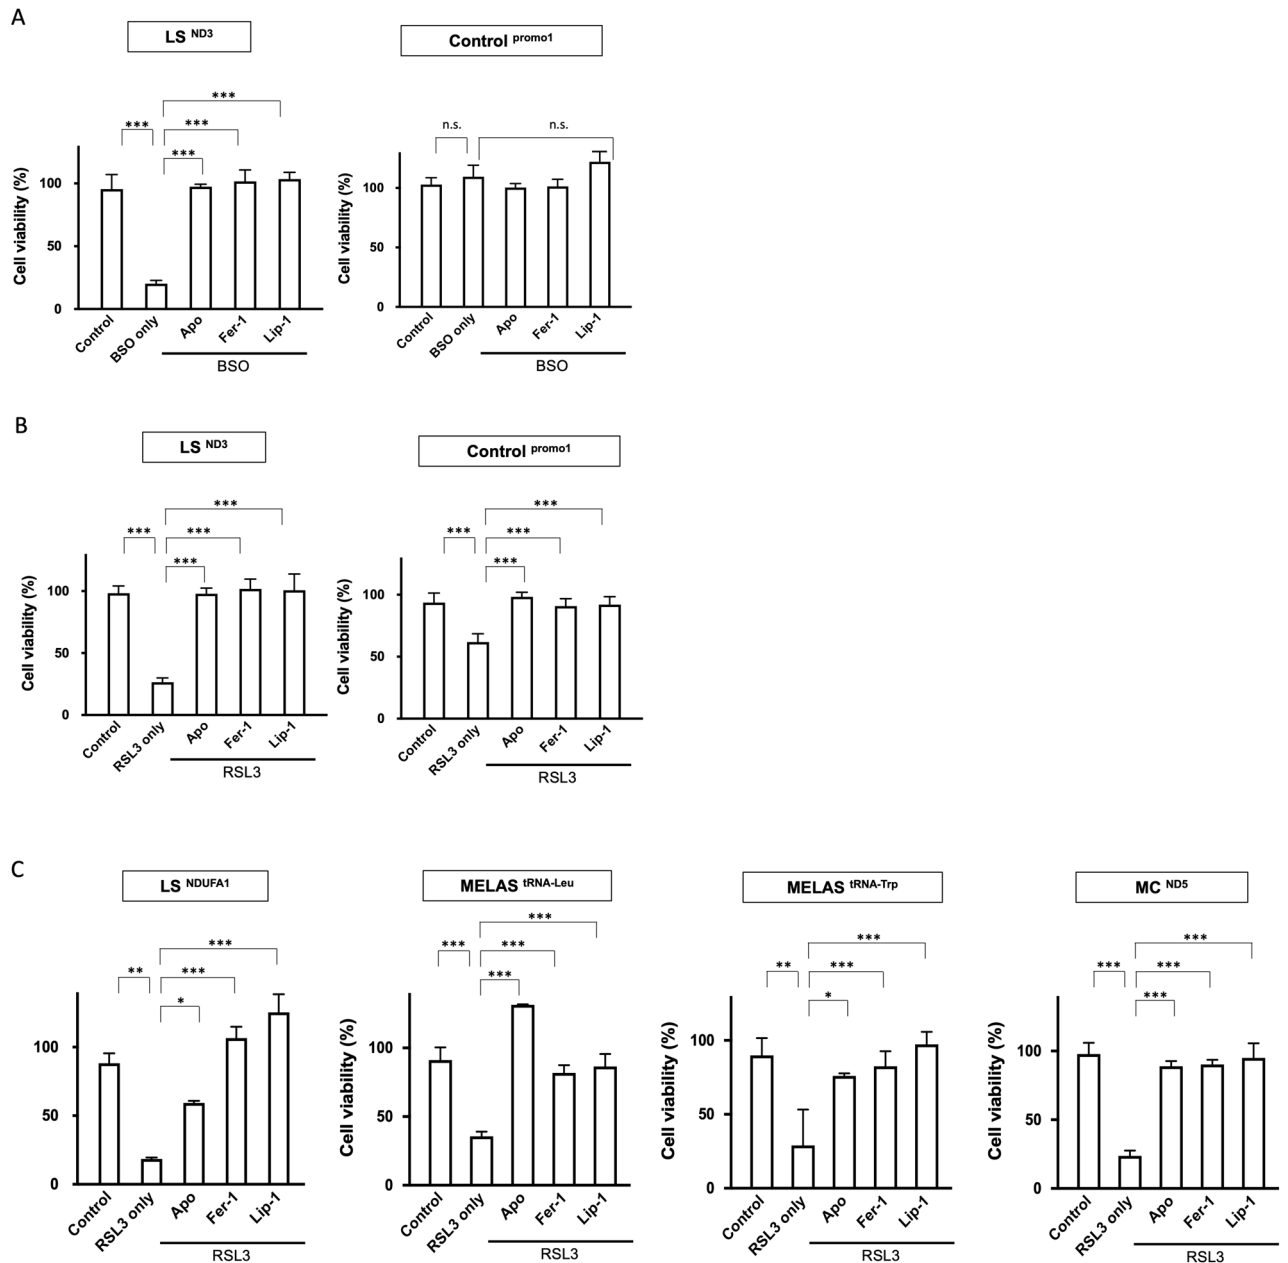 A
LS ND3
Control promo1
***
***
***
***
n.s.
n.s.
Cell viability (%)
100
50
0
Control
BSO only
Apo
Fer-1
Lip-1
BSO
Cell viability (%)
100
50
0
Control
BSO only
Apo
Fer-1
Lip-1
BSO
B
LS ND3
Control promo1
***
***
***
***
***
***
***
***
Cell viability (%)
100
50
0
Control
RSL3 only
Apo
Fer-1
Lip-1
RSL3
Cell viability (%)
100
50
0
Control
RSL3 only
Apo
Fer-1
Lip-1
RSL3
C
LS NDUFA1
MELAS tRNA-Leu
MELAS tRNA-Trp
MC ND5
***
**
***
*
100
50
0
Control
RSL3 only
Apo
Fer-1
Lip-1
RSL3
***
***
***
***
Cell viability (%)
100
50
0
Control
RSL3 only
Apo
Fer-1
Lip-1
RSL3
***
**
***
*
Cell viability (%)
100
50
0
Control
RSL3 only
Apo
Fer-1
Lip-1
RSL3
***
***
***
***
Cell viability (%)
100
50
0
Control
RSL3 only
Apo
Fer-1
Lip-1
RSL3